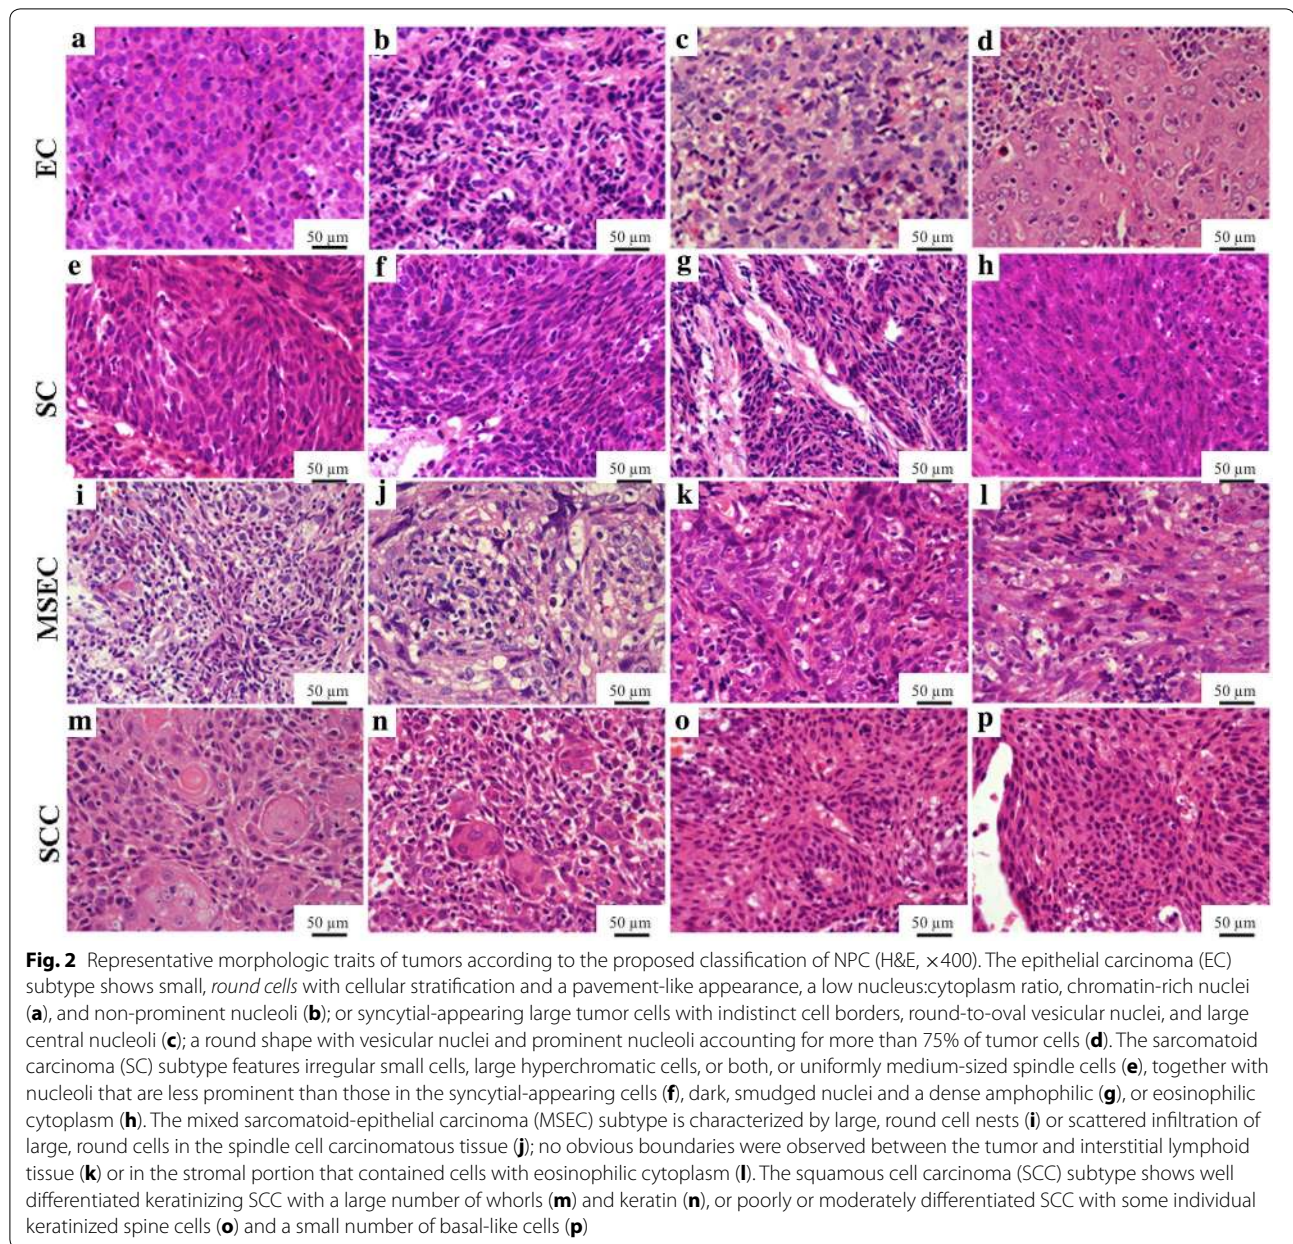 a b c d
EC
50 µm 50 µm 50 µm 50 µm
e f g h
SC
50 µm 50 µm 50 µm 50 µm
i j k l
MSEC
50 µm 50 µm 50 µm 50 µm
m n o p
SCC
50 µm 50 µm 50 µm 50 µm
Fig. 2 Representative morphologic traits of tumors according to the proposed classification of NPC (H&E, ×400). The epithelial carcinoma (EC)
subtype shows small, round cells with cellular stratification and a pavement-like appearance, a low nucleus:cytoplasm ratio, chromatin-rich nuclei
(a), and non-prominent nucleoli (b); or syncytial-appearing large tumor cells with indistinct cell borders, round-to-oval vesicular nuclei, and large
central nucleoli (c); a round shape with vesicular nuclei and prominent nucleoli accounting for more than 75% of tumor cells (d). The sarcomatoid
carcinoma (SC) subtype features irregular small cells, large hyperchromatic cells, or both, or uniformly medium-sized spindle cells (e), together with
nucleoli that are less prominent than those in the syncytial-appearing cells (f), dark, smudged nuclei and a dense amphophilic (g), or eosinophilic
cytoplasm (h). The mixed sarcomatoid-epithelial carcinoma (MSEC) subtype is characterized by large, round cell nests (i) or scattered infiltration of
large, round cells in the spindle cell carcinomatous tissue (j); no obvious boundaries were observed between the tumor and interstitial lymphoid
tissue (k) or in the stromal portion that contained cells with eosinophilic cytoplasm (l). The squamous cell carcinoma (SCC) subtype shows well
differentiated keratinizing SCC with a large number of whorls (m) and keratin (n), or poorly or moderately differentiated SCC with some individual
keratinized spine cells (o) and a small number of basal-like cells (p)